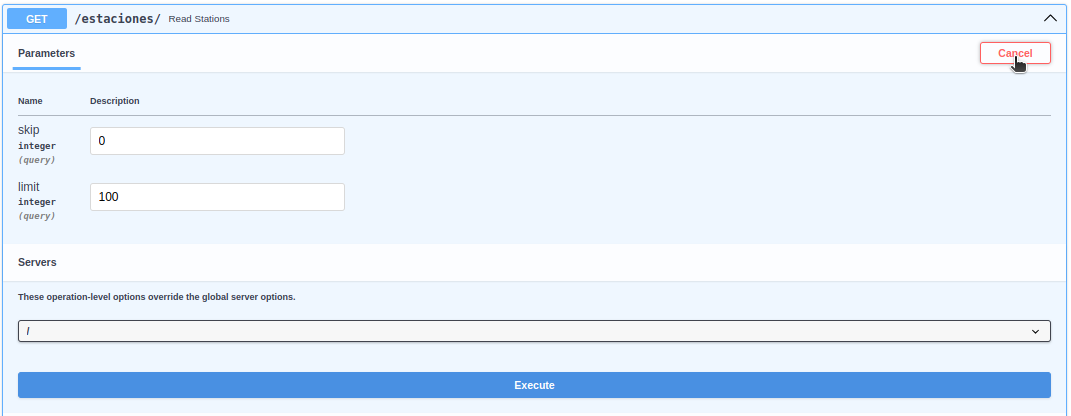 GET /estaciones/ Read Stations
Parameters Cancel
Name Description
skip
integer
(query)
0
limit
integer
(query)
100
Servers
These operation-level options override the global server options.
/
Execute